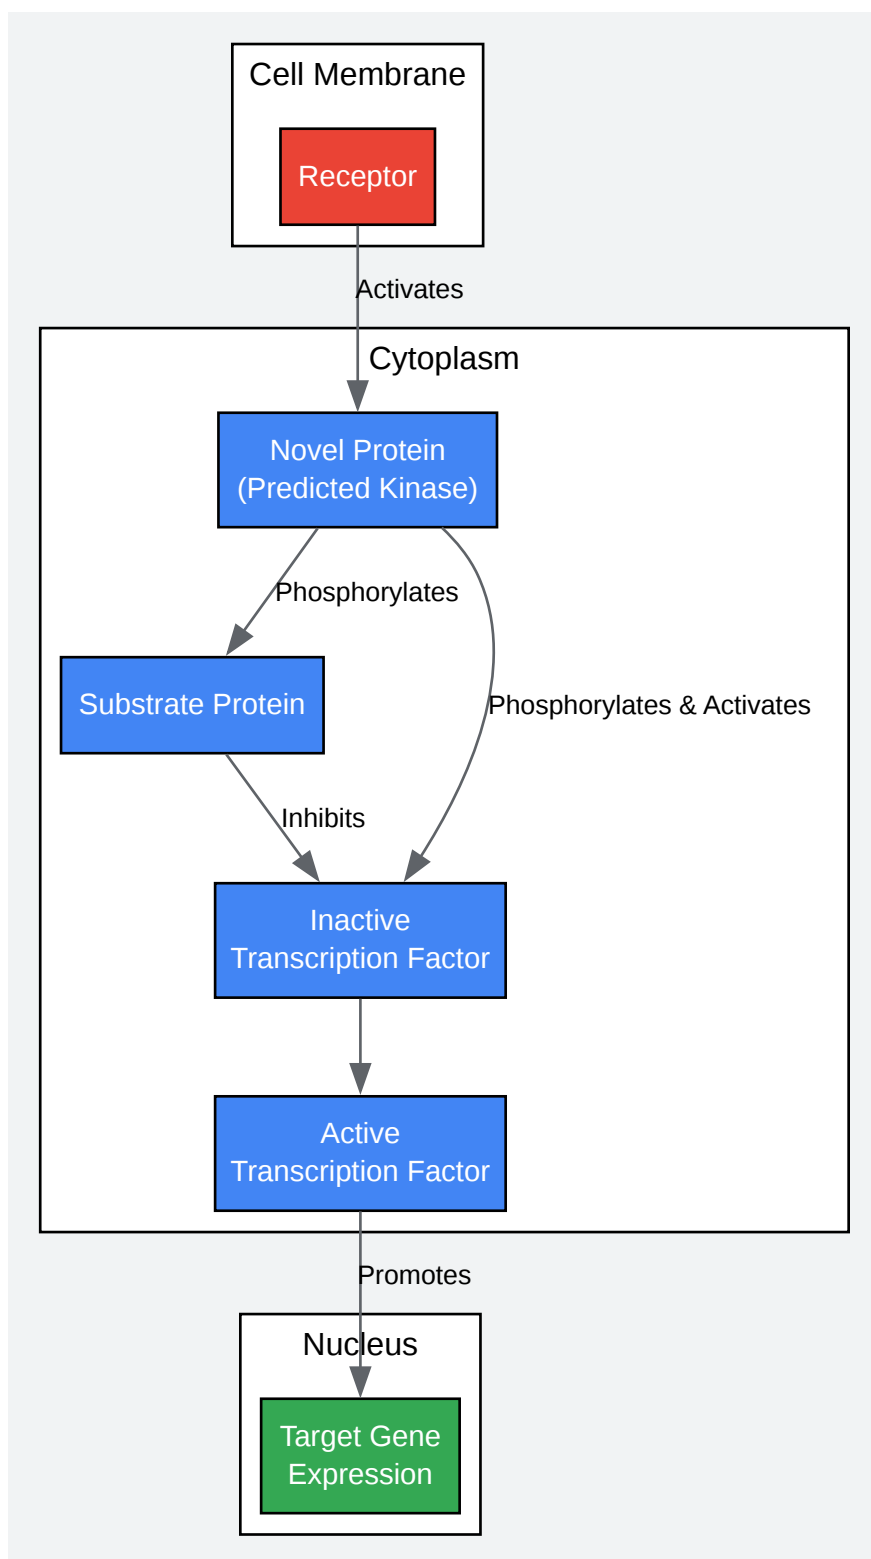 Cell Membrane
Receptor
Activates
Cytoplasm
Novel Protein
(Predicted Kinase)
Phosphorylates
Substrate Protein
Phosphorylates & Activates
Inhibits
Inactive
Transcription Factor
Active
Transcription Factor
Promotes
Nucleus
Target Gene
Expression